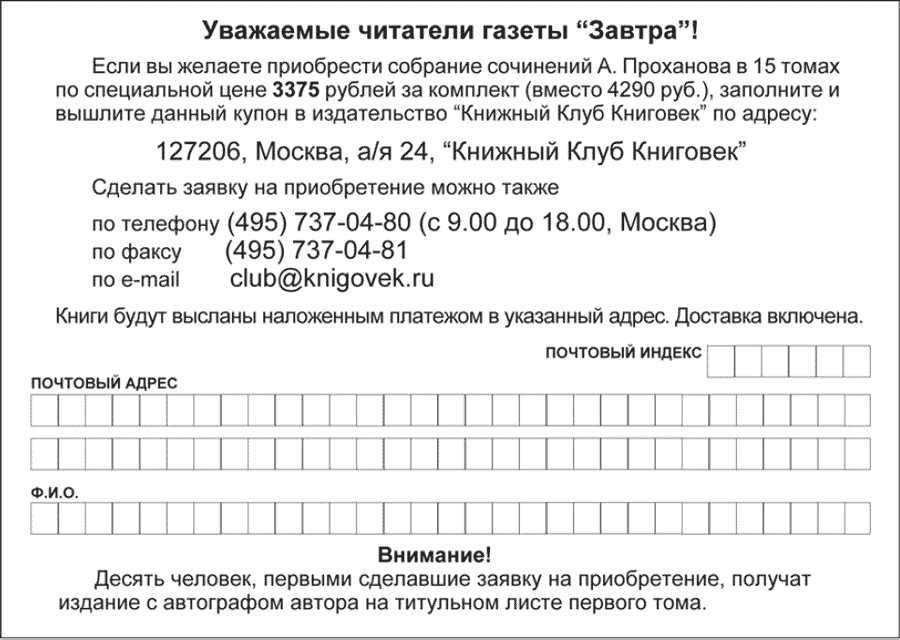 Уважаемые читатели газеты “Завтра”!
Если вы желаете приобрести собрание сочинений А. Проханова в 15 томах
по специальной цене 3375 рублей за комплект (вместо 4290 руб.), заполните и
вышлите данный купон в издательство “Книжный Клуб Книговек” по адресу:
127206, Москва, а/я 24, “Книжный Клуб Книговек”
Сделать заявку на приобретение можно также
по телефону (495) 737-04-80 (с 9.00 до 18.00, Москва)
по факсу (495) 737-04-81
по e-mail club@knigovek.ru
Книги будут высланы наложенным платежом в указанный адрес. Доставка включена.
ПОЧТОВЫЙ ИНДЕКС
ПОЧТОВЫЙ АДРЕС
Ф.И.О.
Внимание!
Десять человек, первыми сделавшие заявку на приобретение, получат
издание с автографом автора на титульном листе первого тома.